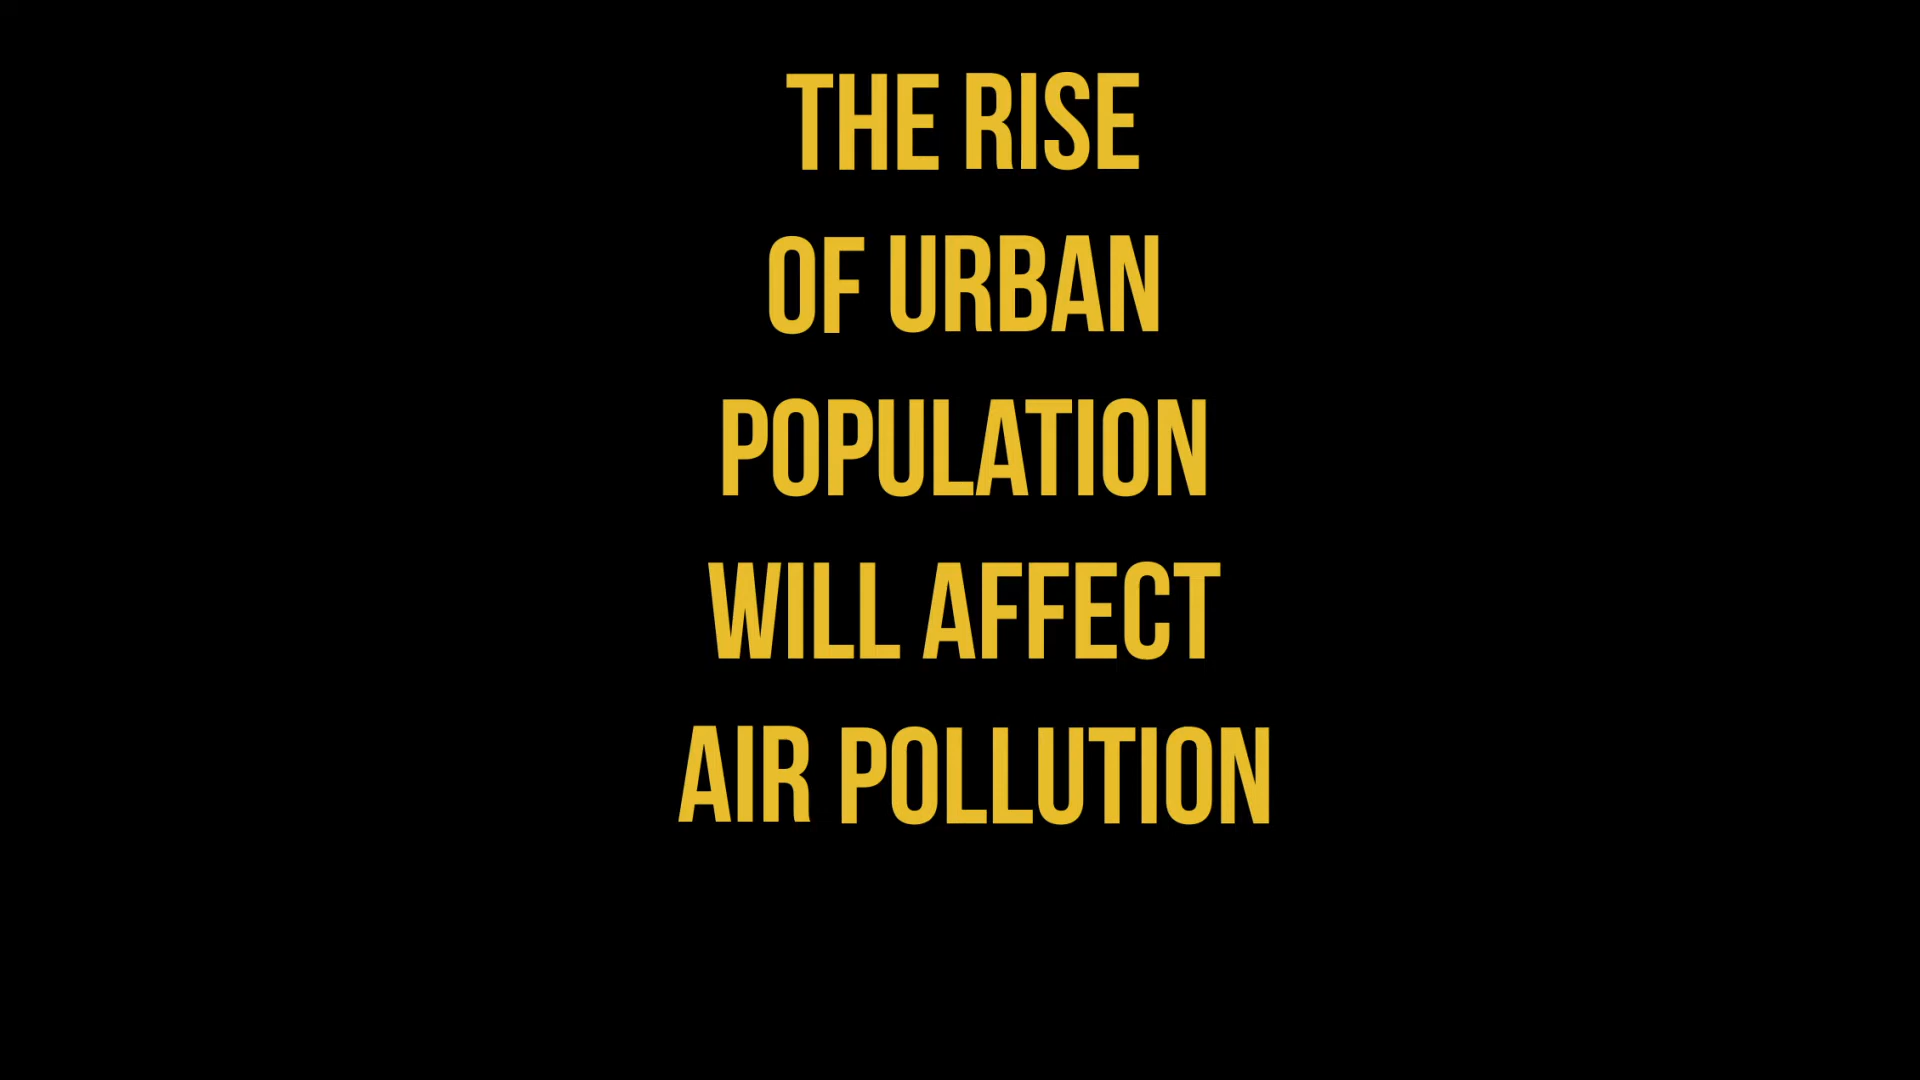 THE RISE
OF URBAN
POPULATION
WILL AFFECT
AIR POLLUTION